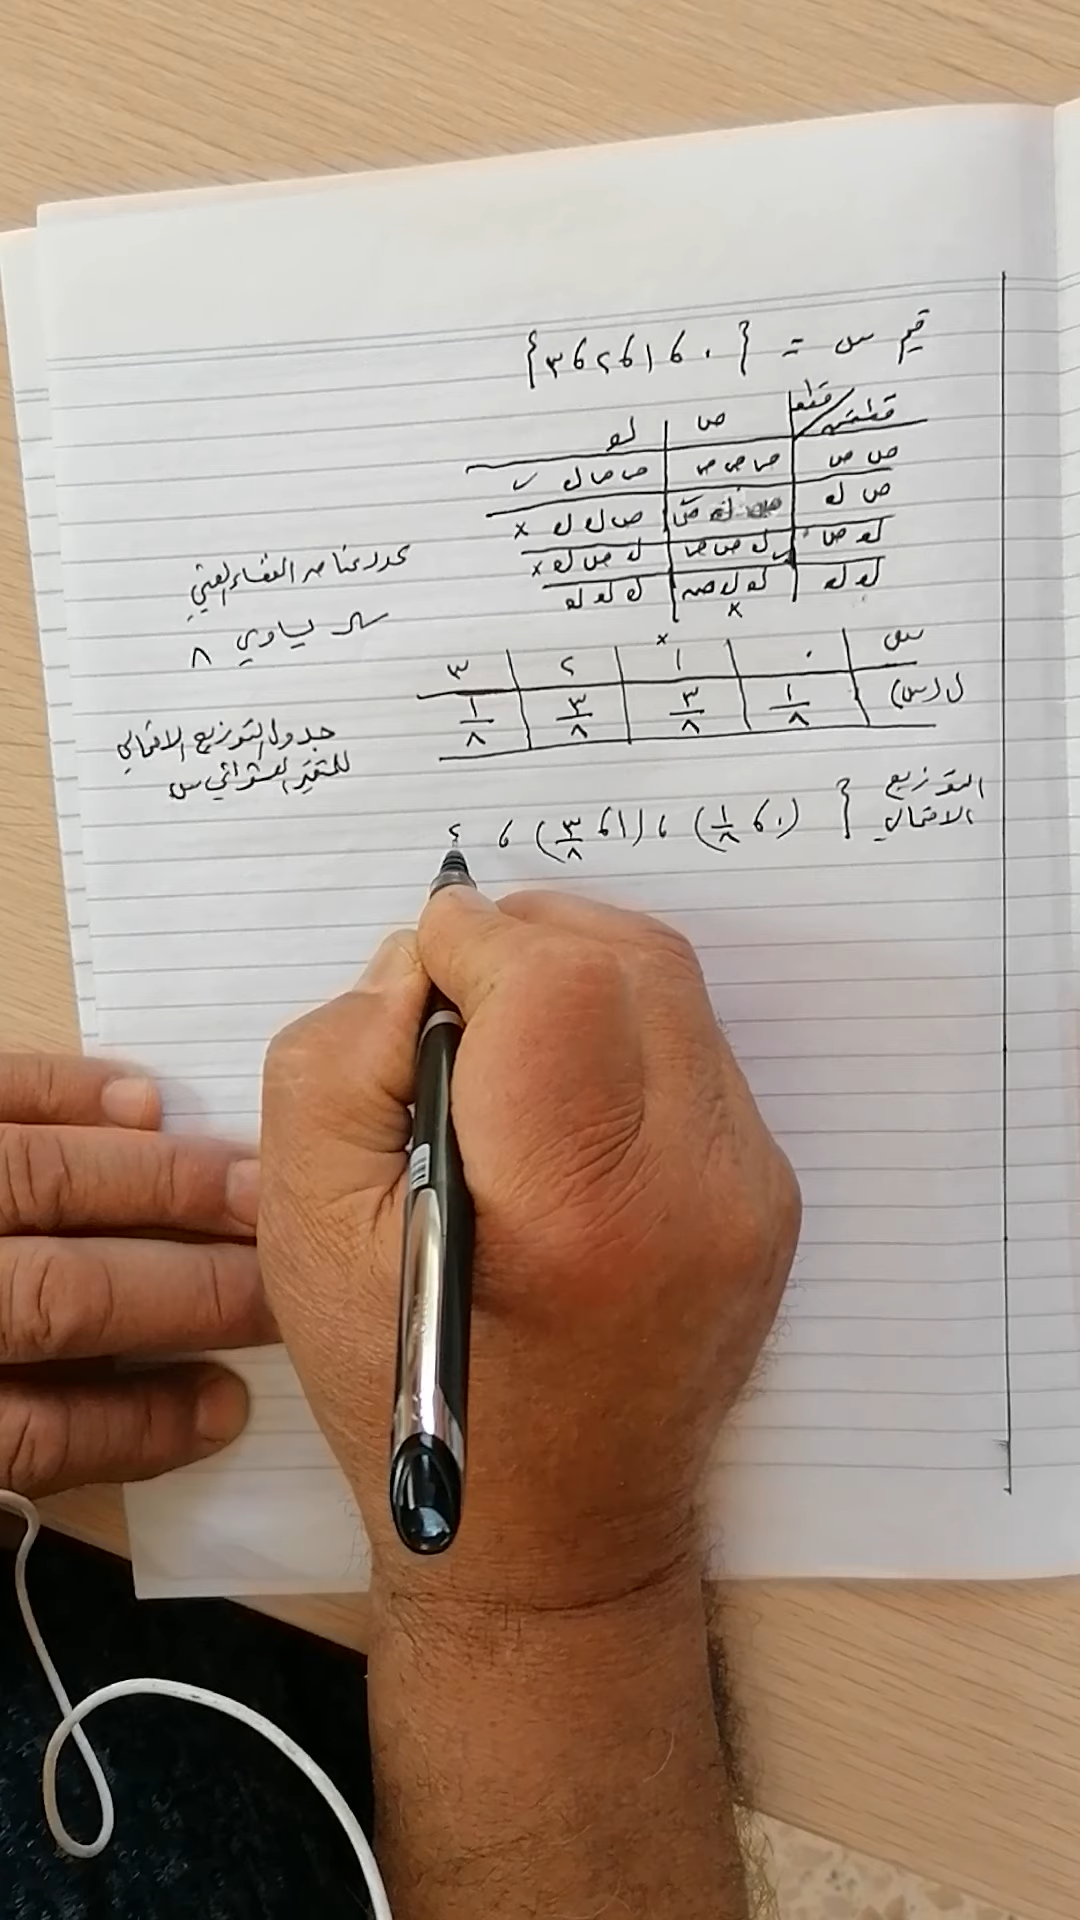 قيم س = { ٠ ، ١ ، ٢ ، ٣ }
قطعتين / قطعة | ص | ك
ص ص | ص ص ص | ص ص ك ✓
ص ك | ص ك ص | ص ك ك ×
ك ص | ك ص ص | ك ص ك ×
ك ك | ك ك ص × | ك ك ك
عدد عناصر الفضاء العيني
يساوي ٨
س | ٠ | ١ × | ٢ | ٣
ل(س) | ١/٨ | ٣/٨ | ٣/٨ | ١/٨
جدول التوزيع الاحتمالي
للمتغير العشوائي س
التوزيع الاحتمالي { (٠ ، ١/٨) ، (١ ، ٣/٨) ،